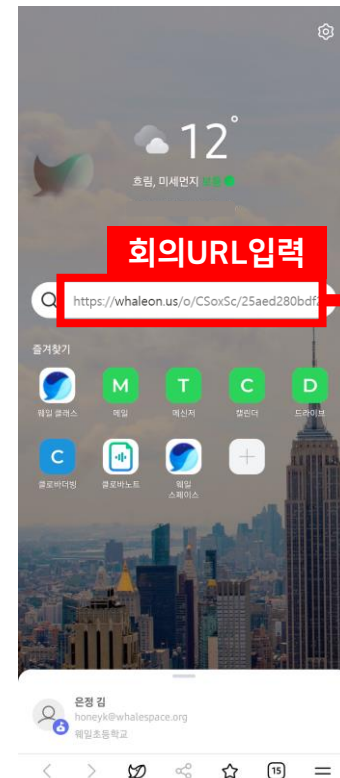 12°
흐림, 미세먼지 보통
회의URL입력
https://whaleon.us/o/CSoxSc/25aed280bdf
즐겨찾기
M T C D
웨일 클래스 메일 메신저 캘린더 드라이브
C
클로바더빙 클로바노트 웨일
스페이스
은정 김
honeyk@whalespace.org
웨일초등학교
15